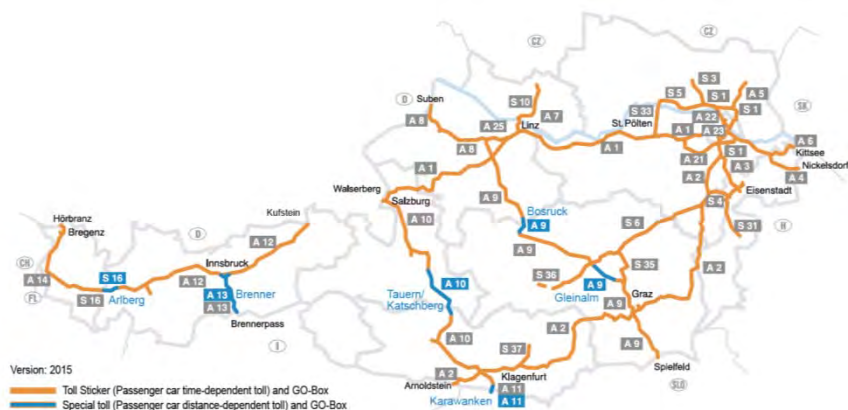 CZ
CZ
D
Suben
S 10
S 3
S 5
S 1
A 5
S 33
S 1
SK
A 8
A 25
A 7
Linz
St. Pölten
A 22
A 1
A 23
A 6
A 8
A 1
S 1
Kittsee
A 21
A 3
Nickelsdorf
A 4
A 1
A 2
Walserberg
A 9
Eisenstadt
Salzburg
S 4
Hörbranz
Kufstein
Bosruck
A 10
A 9
S 6
S 31
H
Bregenz
D
A 12
A 9
CH
Innsbruck
S 35
S 16
A 10
S 36
A 9
A 2
A 14
A 12
A 13
Brenner
Tauern/
Katschberg
Gleinalm
Graz
FL
S 16
Arlberg
A 13
A 9
Brennerpass
A 2
A 10
A 9
I
S 37
Spielfeld
Version: 2015
A 2
Klagenfurt
Arnoldstein
A 11
SLO
Toll Sticker (Passenger car time-dependent toll) and GO-Box
Karawanken
A 11
Special toll (Passenger car distance-dependent toll) and GO-Box